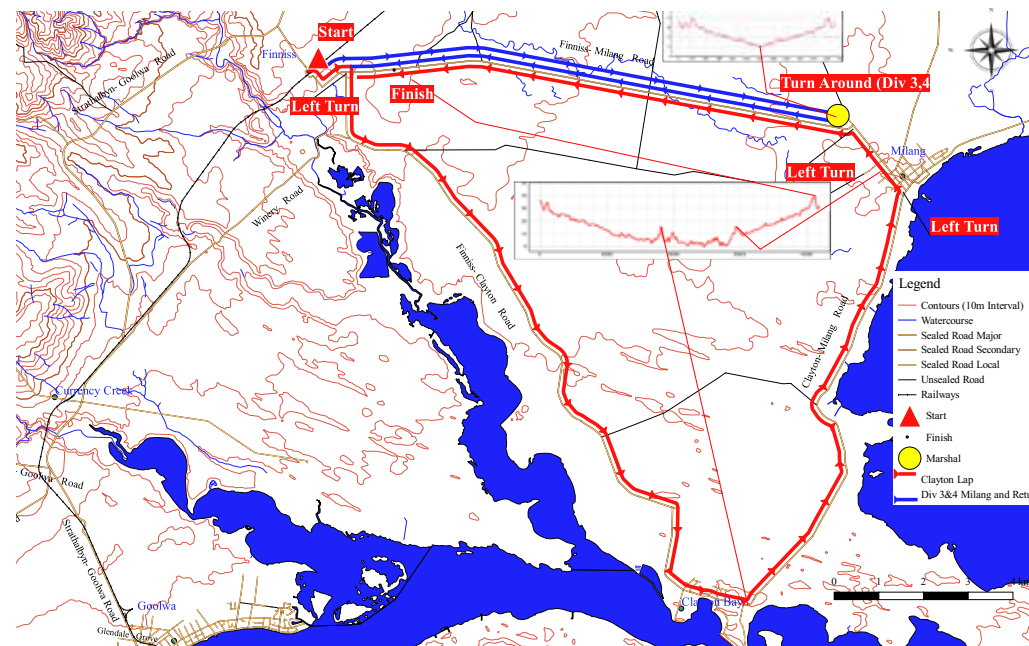 Start
Finniss
Finniss- Milang Road
Strathalbyn- Goolwa Road
Turn Around (Div 3,4
Finish
Left Turn
Milang
Left Turn
Winery Road
Left Turn
Finniss- Clayton Road
Clayton- Milang Road
Legend
Contours (10m Interval)
Watercourse
Sealed Road Major
Sealed Road Secondary
Sealed Road Local
Unsealed Road
Railways
Start
Finish
Marshal
Clayton Lap
Div 3&4 Milang and Retu
Currency Creek
- Goolwa Road
Strathalbyn- Goolwa Road
0 1 2 3 4
Clayton Bay
Goolwa
Glendale Grove